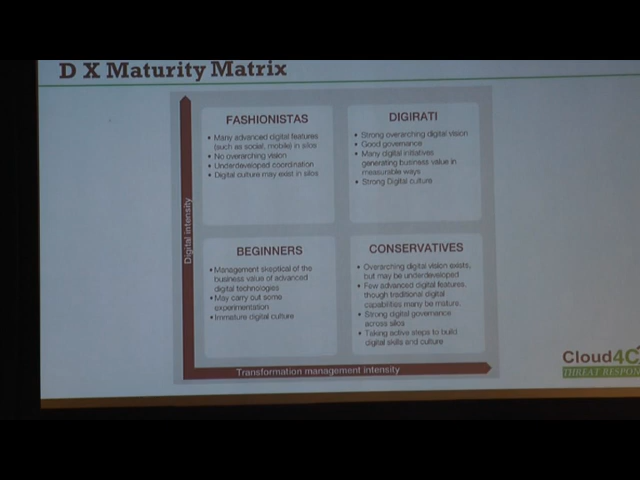 D X Maturity Matrix
FASHIONISTAS
• Many advanced digital features
(such as social, mobile) in silos
• No overarching vision
• Underdeveloped coordination
• Digital culture may exist in silos
DIGIRATI
• Strong overarching digital vision
• Good governance
• Many digital initiatives
generating business value in
measurable ways
• Strong Digital culture
Digital intensity
BEGINNERS
• Management skeptical of the
business value of advanced
digital technologies
• May carry out some
experimentation
• Immature digital culture
CONSERVATIVES
• Overarching digital vision exists,
but may be underdeveloped
• Few advanced digital features,
though traditional digital
capabilities many be mature.
• Strong digital governance
across silos
• Taking active steps to build
digital skills and culture
Transformation management intensity
Cloud4C
THREAT RESPON